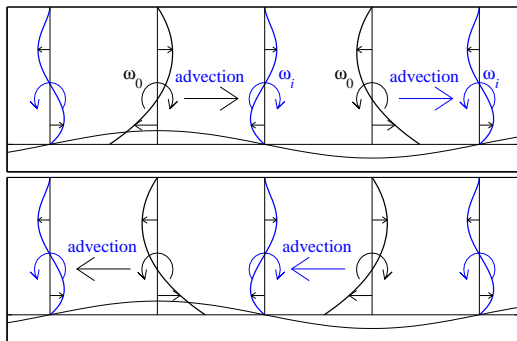 ω₀ advection ωᵢ ω₀ advection ωᵢ
advection advection